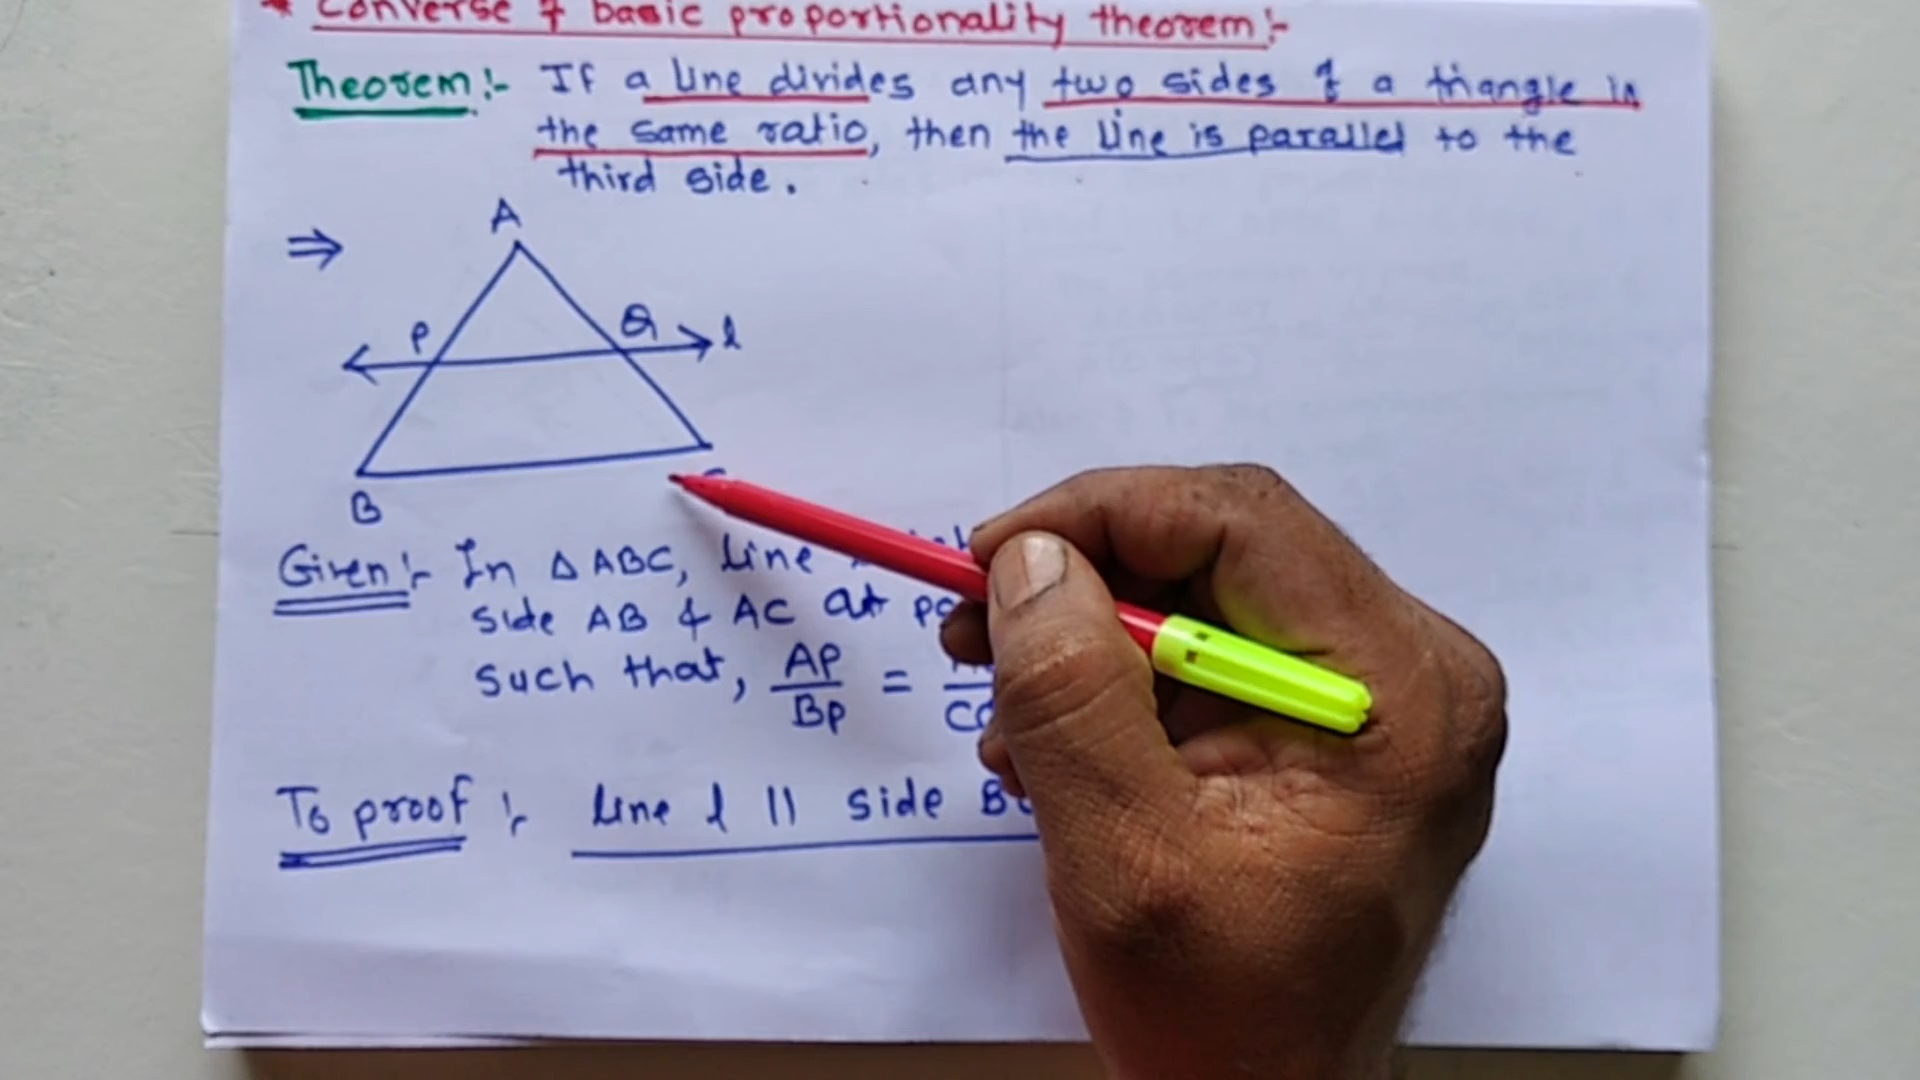 * Converse of basic proportionality theorem :-
Theorem :- If a line divides any two sides of a triangle in
the same ratio, then the line is parallel to the
third side.
⇒
A
P Q l
B
Given :- In Δ ABC, line
side AB & AC at
such that, AP/BP =
To proof :- line l || side